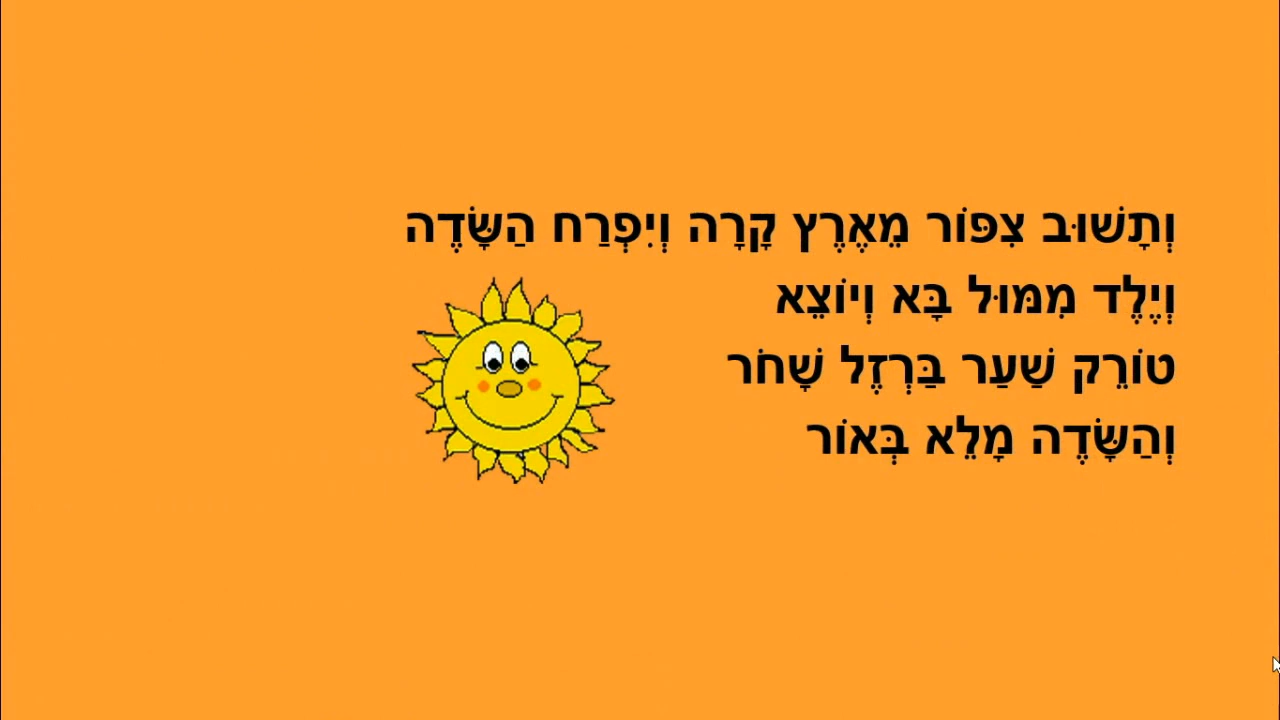 וְתָשׁוּב צִפּוֹר מֵאֶרֶץ קָרָה וְיִפְרַח הַשָּׂדֶה
וְיֶלֶד מִמּוּל בָּא וְיוֹצֵא
טוֹרֵק שַׁעַר בַּרְזֶל שָׁחֹר
וְהַשָּׂדֶה מָלֵא בְּאוֹר